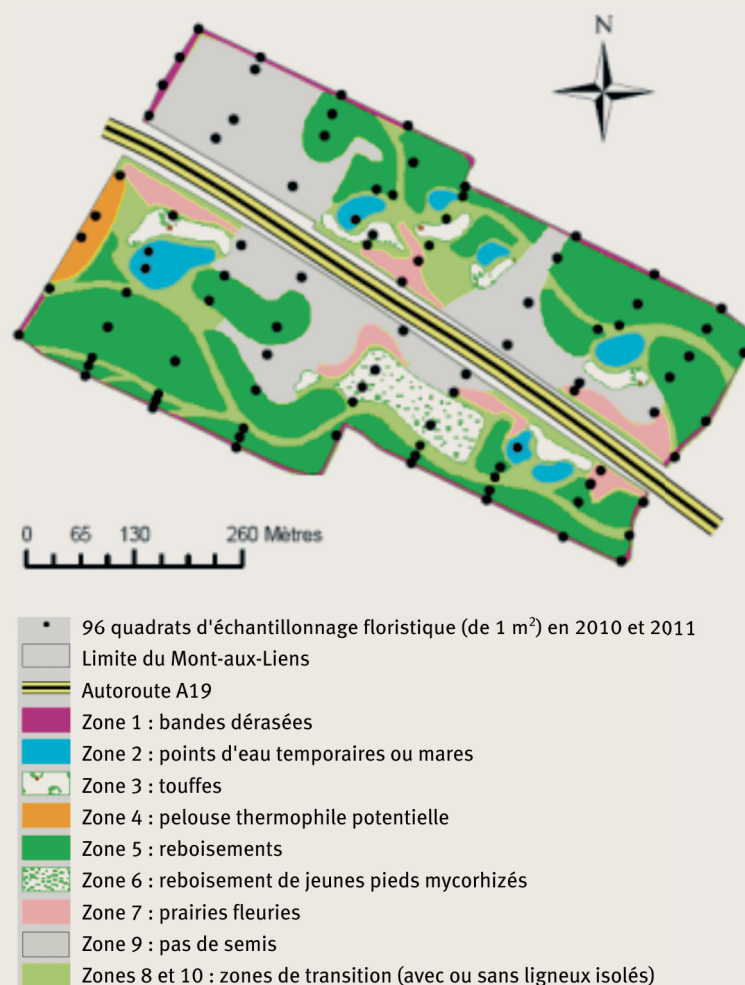 N
0 65 130 260 Mètres
96 quadrats d'échantillonnage floristique (de 1 m²) en 2010 et 2011
Limite du Mont-aux-Liens
Autoroute A19
Zone 1 : bandes dérasées
Zone 2 : points d'eau temporaires ou mares
Zone 3 : touffes
Zone 4 : pelouse thermophile potentielle
Zone 5 : reboisements
Zone 6 : reboisement de jeunes pieds mycorhizés
Zone 7 : prairies fleuries
Zone 9 : pas de semis
Zones 8 et 10 : zones de transition (avec ou sans ligneux isolés)